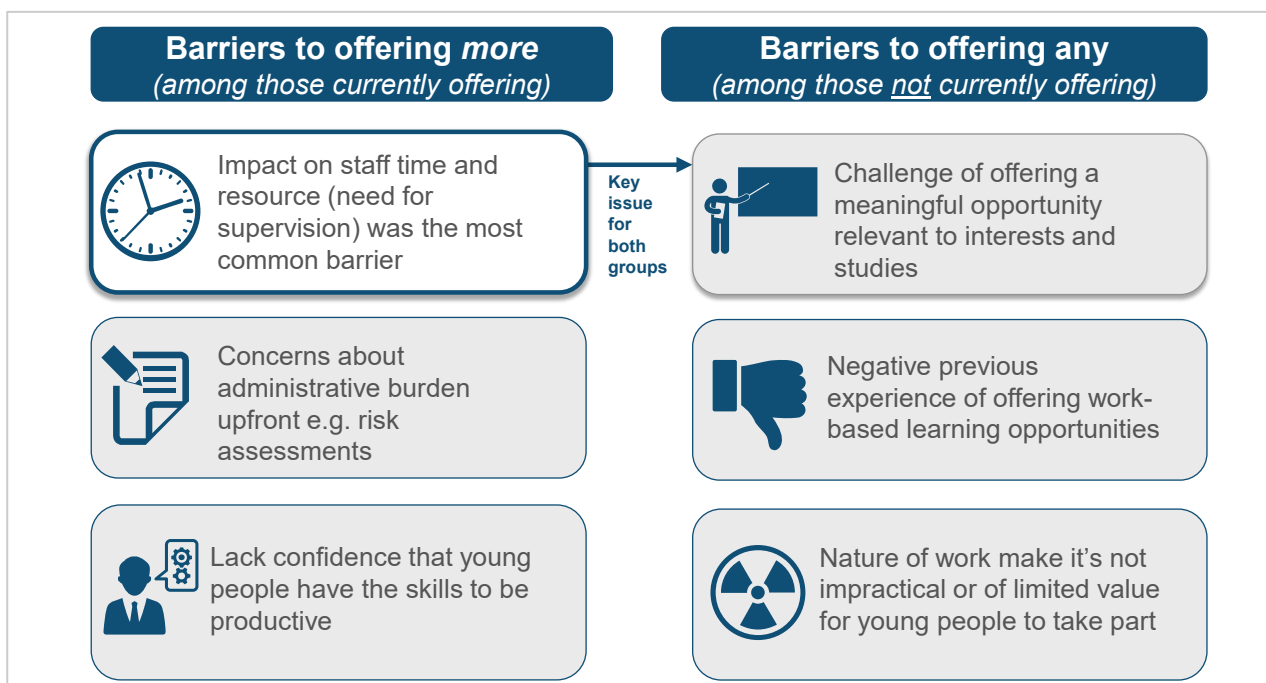 Barriers to offering more
(among those currently offering)
Barriers to offering any
(among those not currently offering)
Impact on staff time and
resource (need for
supervision) was the most
common barrier
Key
issue
for
both
groups
Challenge of offering a
meaningful opportunity
relevant to interests and
studies
Concerns about
administrative burden
upfront e.g. risk
assessments
Negative previous
experience of offering work-
based learning opportunities
Lack confidence that young
people have the skills to be
productive
Nature of work make it’s not
impractical or of limited value
for young people to take part